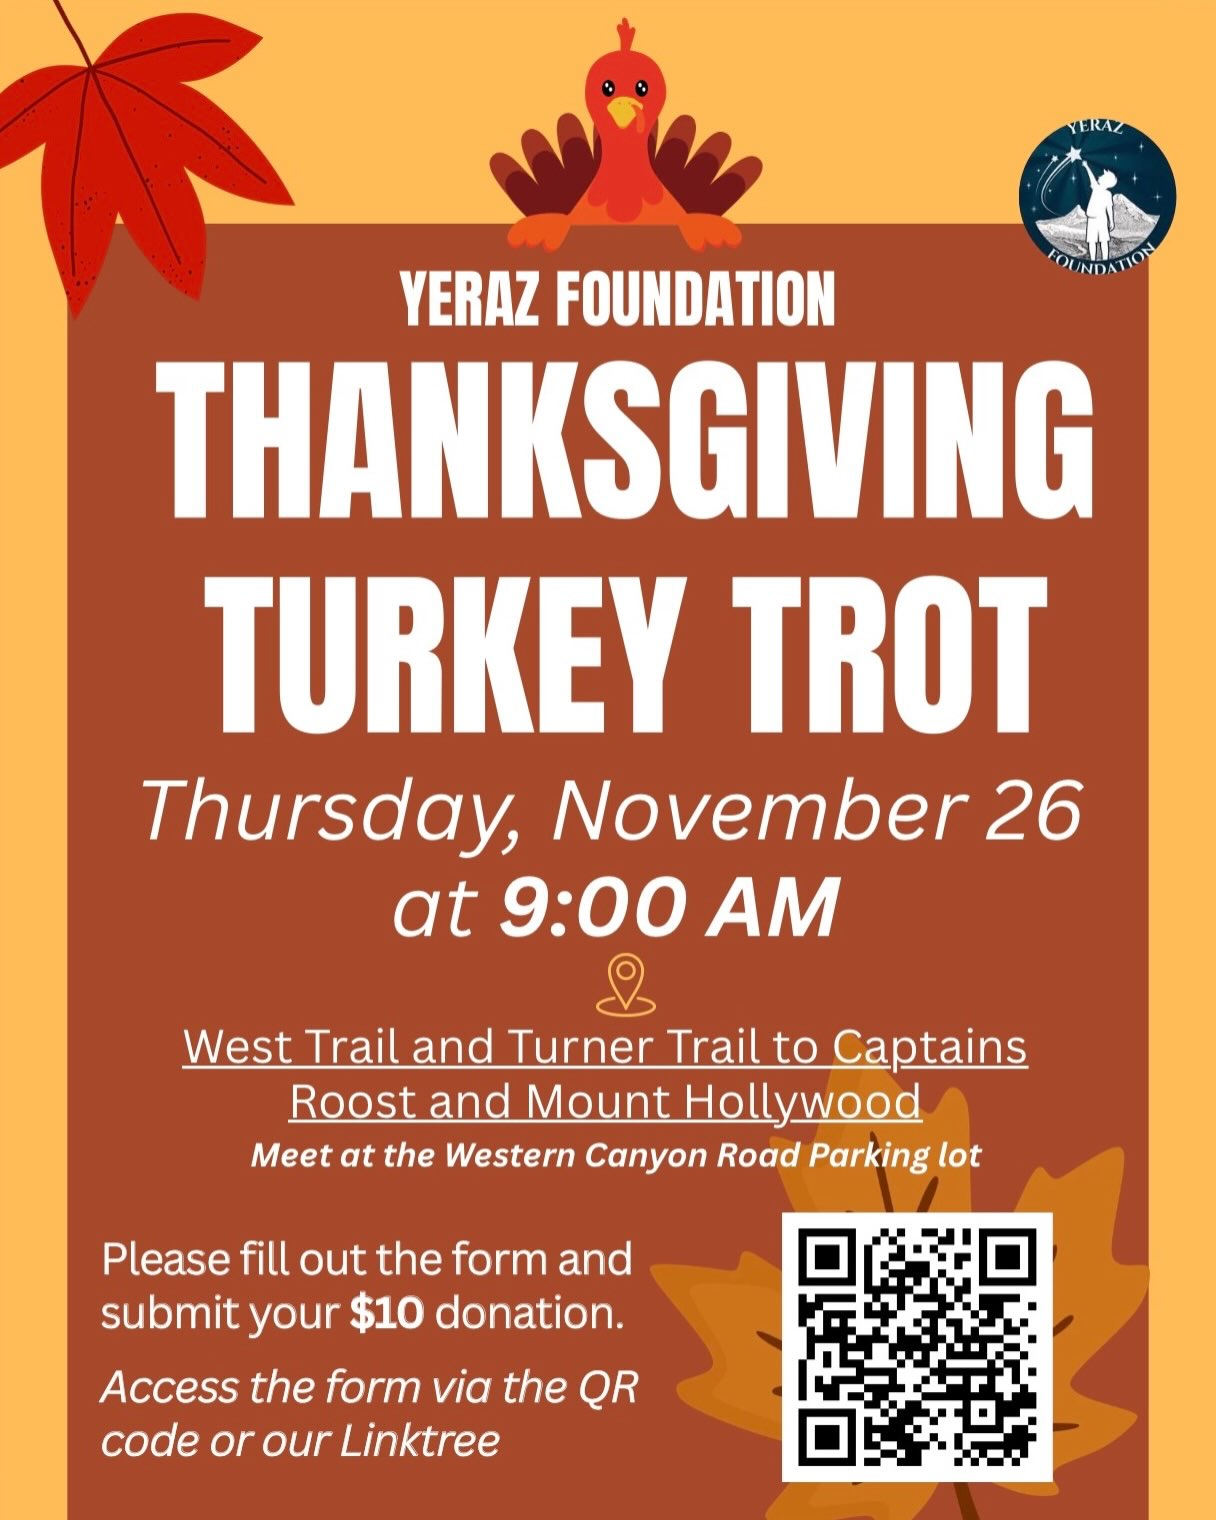 YERAZ
FOUNDATION
YERAZ FOUNDATION
THANKSGIVING
TURKEY TROT
Thursday, November 26
at 9:00 AM
West Trail and Turner Trail to Captains
Roost and Mount Hollywood
Meet at the Western Canyon Road Parking lot
Please fill out the form and
submit your $10 donation.
Access the form via the QR
code or our Linktree